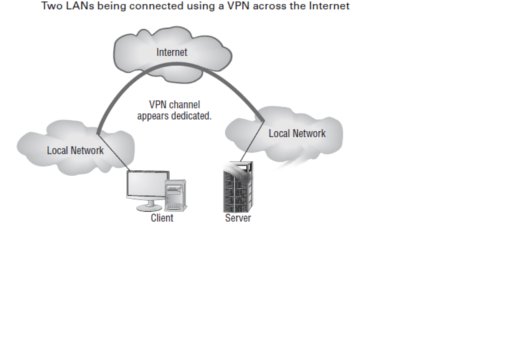 Two LANs being connected using a VPN across the Internet
Internet
VPN channel
appears dedicated.
Local Network
Local Network
Client
Server